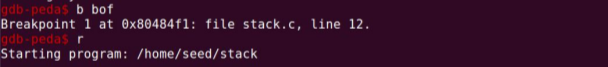 gdb-peda$ b bof
Breakpoint 1 at 0x80484f1: file stack.c, line 12.
gdb-peda$ r
Starting program: /home/seed/stack